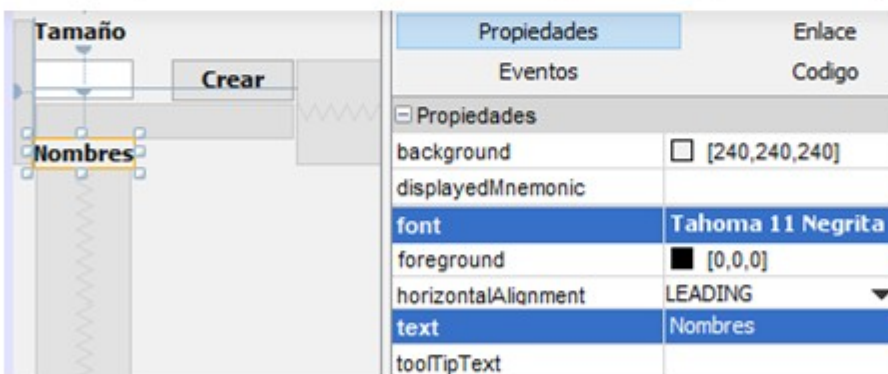 Tamaño
Crear
Nombres
Propiedades Enlace
Eventos Codigo
Propiedades
background [240,240,240]
displayedMnemonic
font Tahoma 11 Negrita
foreground [0,0,0]
horizontalAlignment LEADING
text Nombres
toolTipText